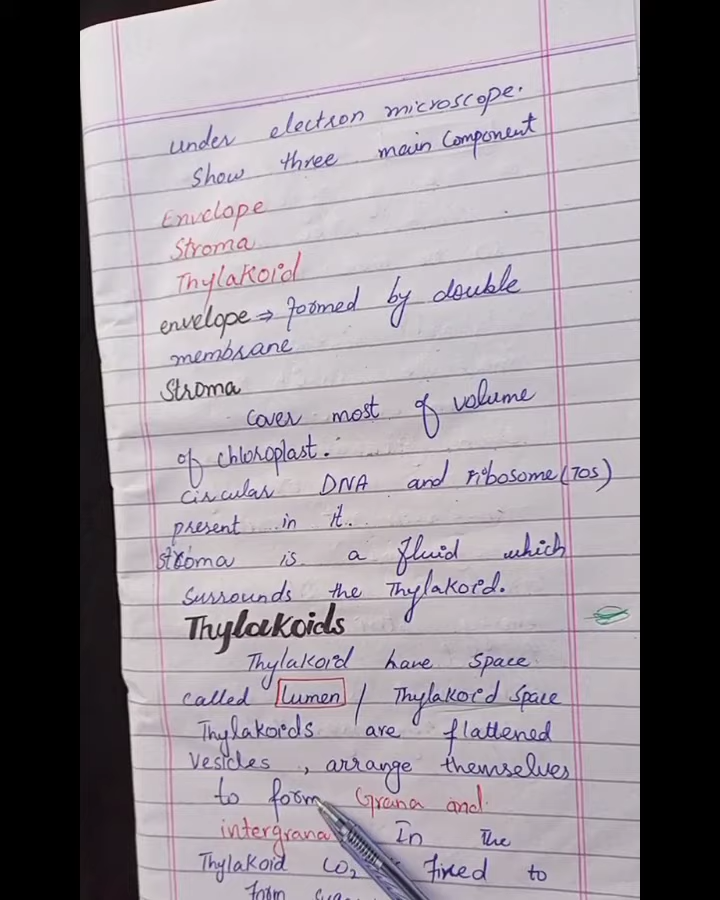 under electron microscope.
Show three main Component
Envelope
Stroma
Thylakoid
envelope ⇒ formed by double
membrane
Stroma
Cover most of volume
of chloroplast.
circular DNA and ribosome (70s)
present in it.
stroma is a fluid which
surrounds the Thylakoid.
Thylakoids
Thylakoid have space
called lumen / Thylakoid space
Thylakoids are flattened
vesicles, arrange themselves
to form Grana and
intergrana In the
Thylakoid CO₂ fixed to
form